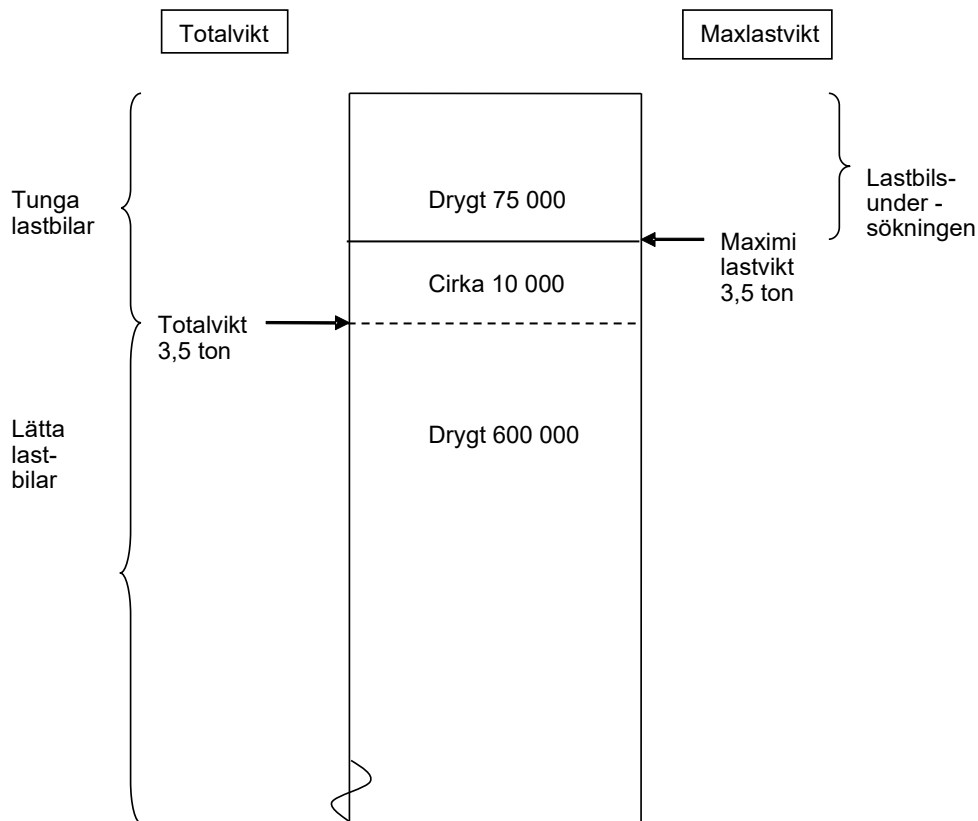 Totalvikt
Maxlastvikt
Tunga
lastbilar
Drygt 75 000
Lastbils-
under -
sökningen
Maximi
lastvikt
3,5 ton
Cirka 10 000
Totalvikt
3,5 ton
Lätta
last-
bilar
Drygt 600 000